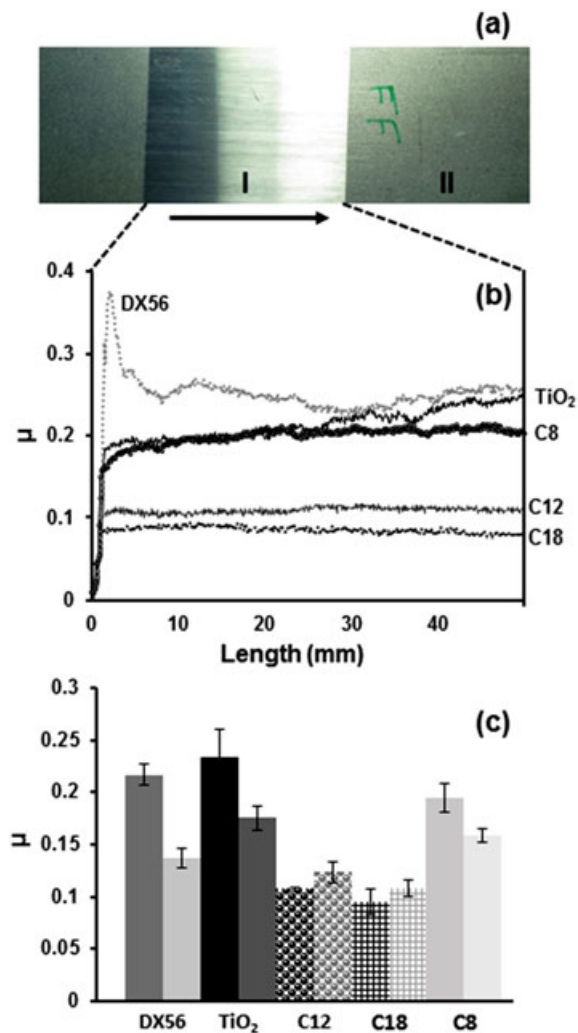 (a)
FF
I
II
(b)
0.4
DX56
0.3
TiO₂
μ
0.2
C8
0.1
C12
C18
0
0 10 20 30 40
Length (mm)
(c)
0.3
0.25
0.2
μ
0.15
0.1
0.05
0
DX56 TiO₂ C12 C18 C8